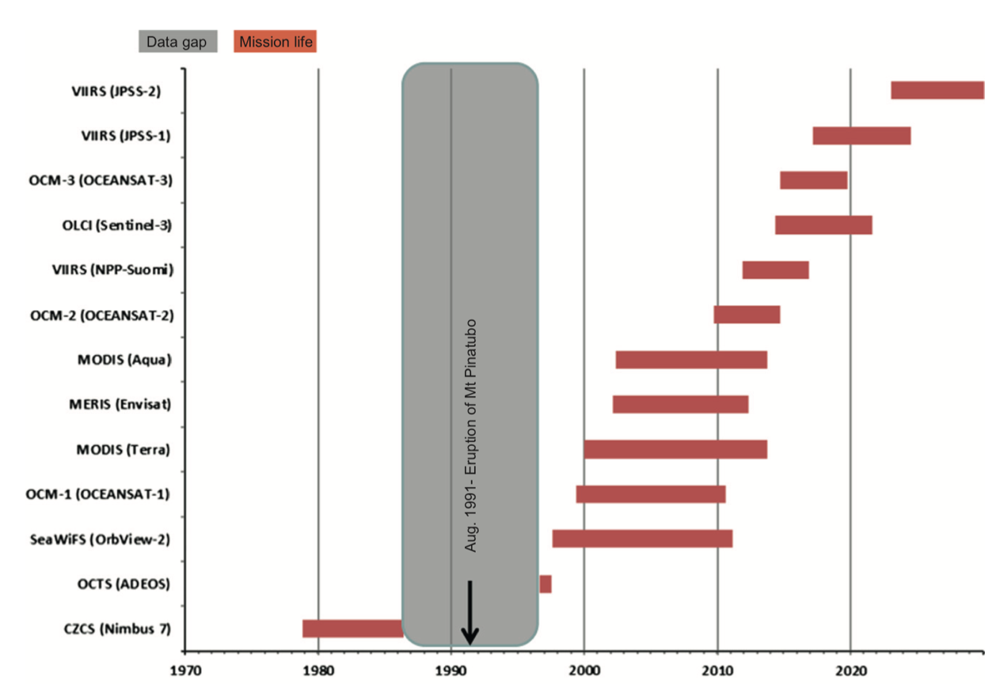 Data gap
Mission life
VIIRS (JPSS-2)
VIIRS (JPSS-1)
OCM-3 (OCEANSAT-3)
OLCI (Sentinel-3)
VIIRS (NPP-Suomi)
OCM-2 (OCEANSAT-2)
MODIS (Aqua)
MERIS (Envisat)
MODIS (Terra)
OCM-1 (OCEANSAT-1)
SeaWiFS (OrbView-2)
OCTS (ADEOS)
CZCS (Nimbus 7)
Aug. 1991- Eruption of Mt Pinatubo
1970 1980 1990 2000 2010 2020